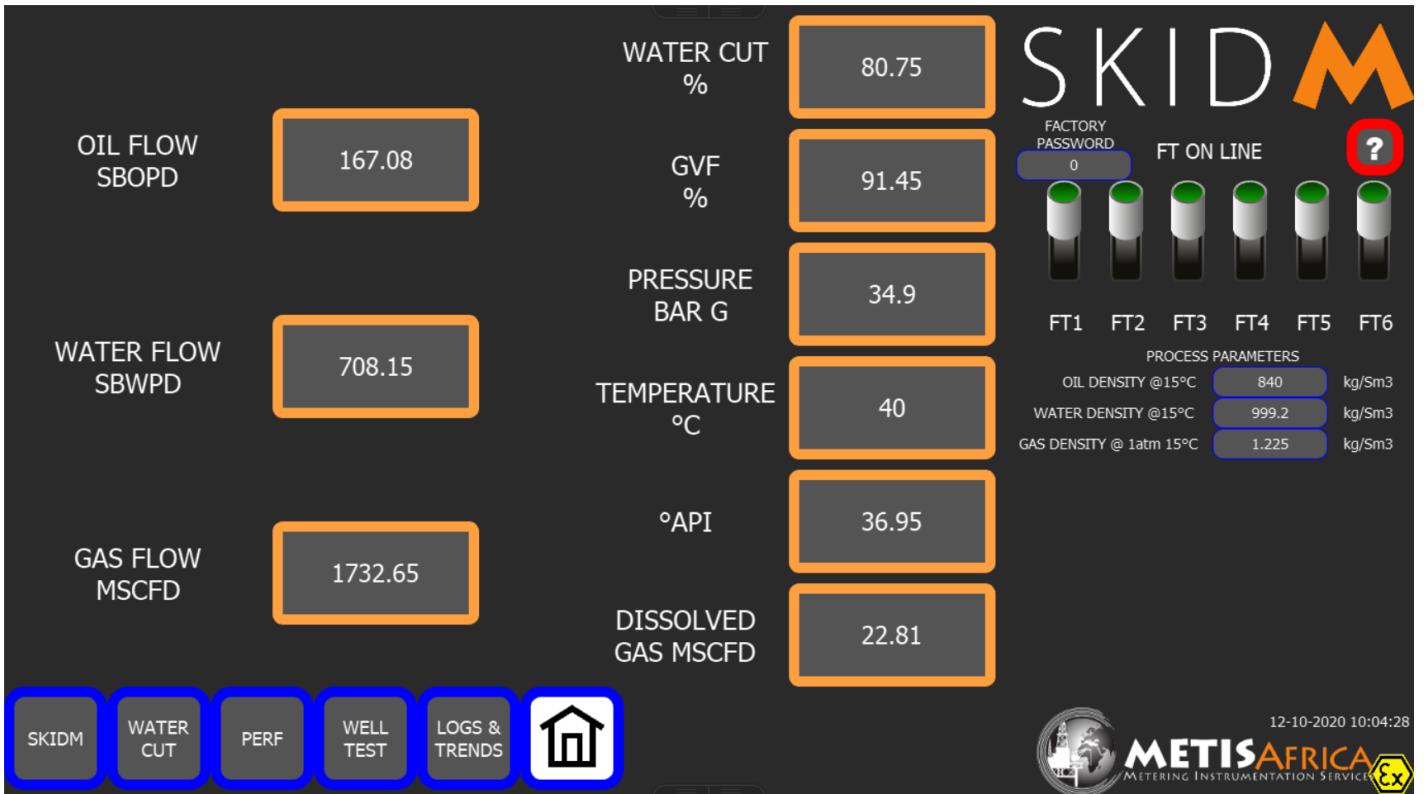 OIL FLOW
SBOPD
167.08
WATER FLOW
SBWPD
708.15
GAS FLOW
MSCFD
1732.65
WATER CUT
%
80.75
GVF
%
91.45
PRESSURE
BAR G
34.9
TEMPERATURE
°C
40
°API
36.95
DISSOLVED
GAS MSCFD
22.81
SKID M
FACTORY
PASSWORD
0
FT ON LINE
?
FT1 FT2 FT3 FT4 FT5 FT6
PROCESS PARAMETERS
OIL DENSITY @15°C 840 kg/Sm3
WATER DENSITY @15°C 999.2 kg/Sm3
GAS DENSITY @ 1atm 15°C 1.225 kg/Sm3
SKIDM
WATER
CUT
PERF
WELL
TEST
LOGS &
TRENDS
12-10-2020 10:04:28
METISAFRICA
METERING INSTRUMENTATION SERVICE
Ex